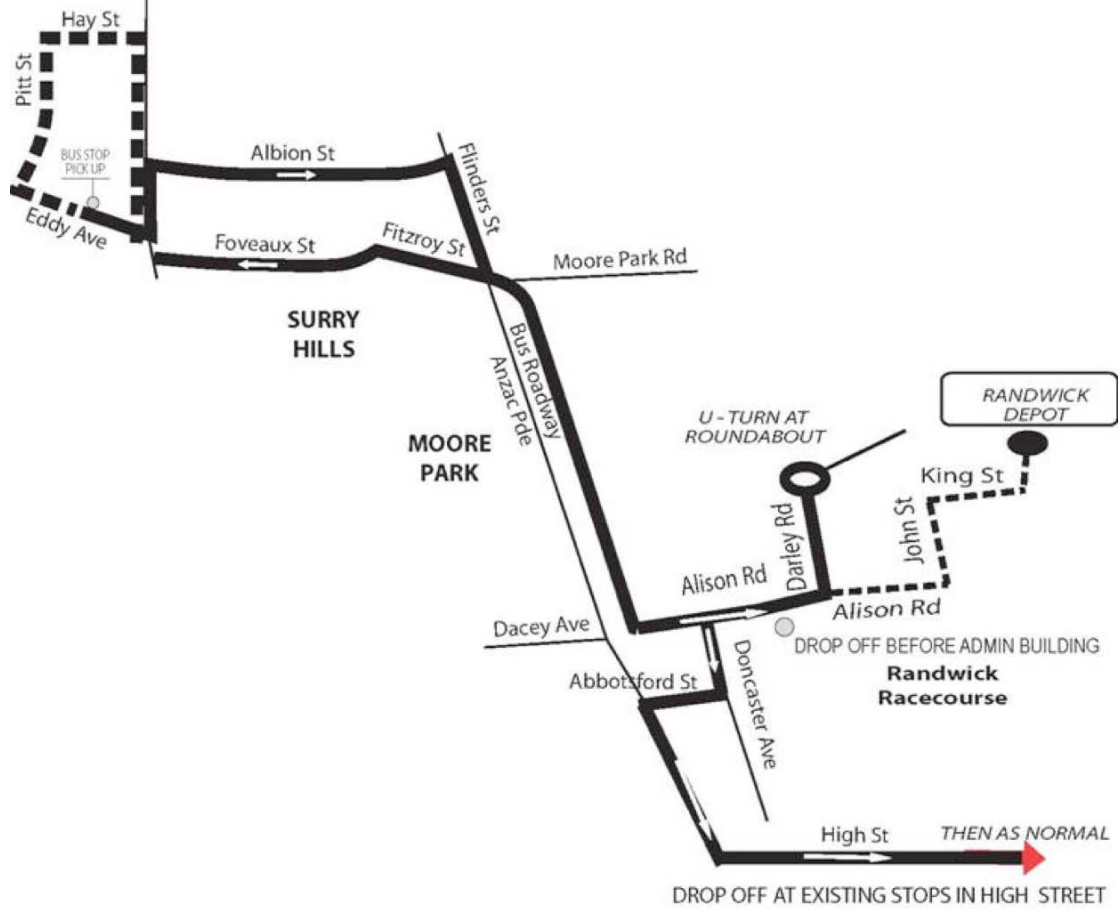 Hay St
Pitt St
BUS STOP
PICK UP
Eddy Ave
Albion St
Flinders St
Foveaux St
Fitzroy St
Moore Park Rd
SURRY
HILLS
Bus Roadway
Anzac Pde
MOORE
PARK
U - TURN AT
ROUNDABOUT
RANDWICK
DEPOT
King St
John St
Darley Rd
Alison Rd
Alison Rd
Dacey Ave
DROP OFF BEFORE ADMIN BUILDING
Randwick
Racecourse
Abbotsford St
Doncaster Ave
High St
THEN AS NORMAL
DROP OFF AT EXISTING STOPS IN HIGH STREET